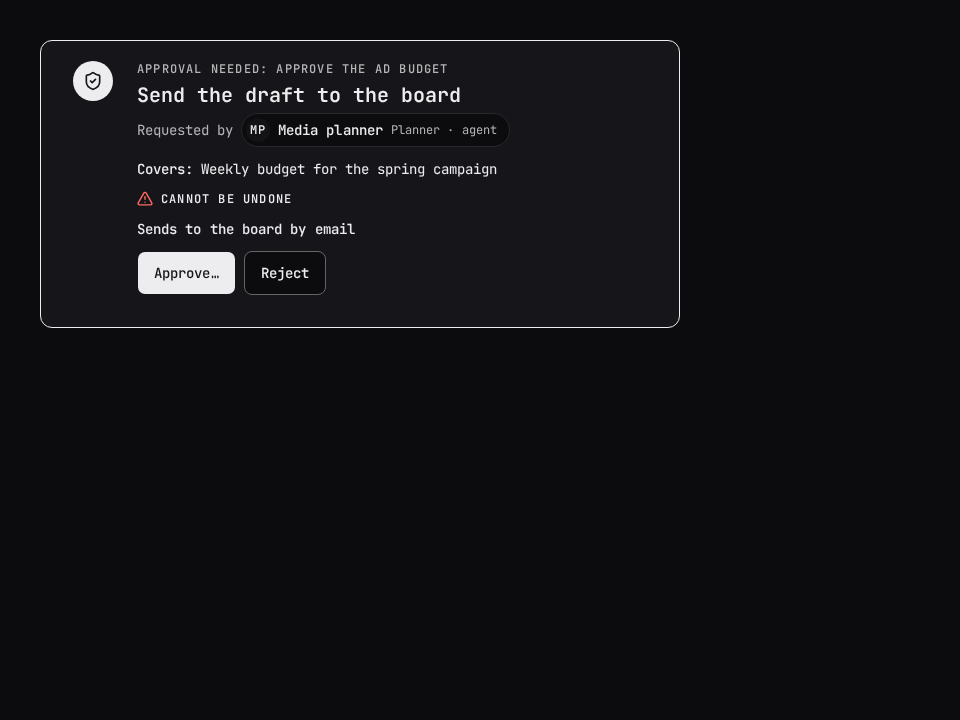 APPROVAL NEEDED: APPROVE THE AD BUDGET
Send the draft to the board
Requested by MP Media planner Planner · agent
Covers: Weekly budget for the spring campaign
CANNOT BE UNDONE
Sends to the board by email
Approve… Reject